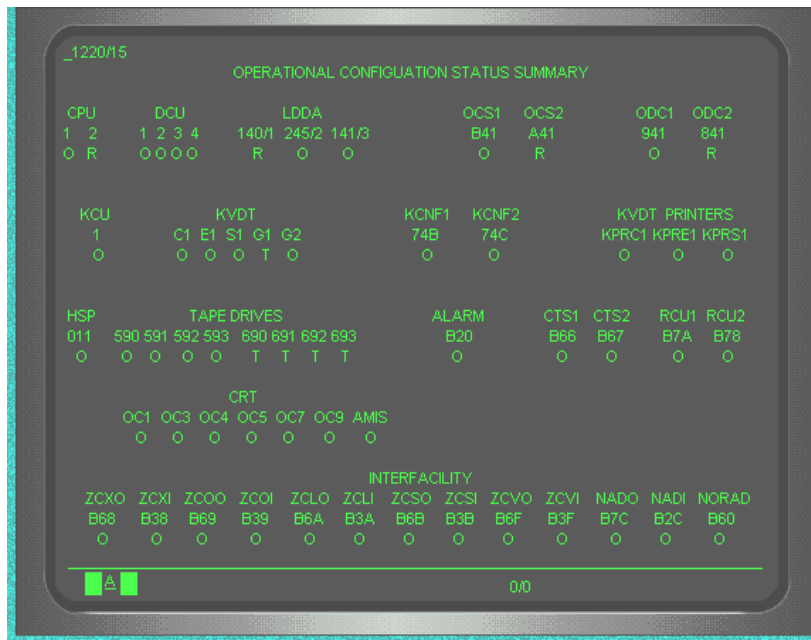 _1220/15
OPERATIONAL CONFIGUATION STATUS SUMMARY
CPU DCU LDDA OCS1 OCS2 ODC1 ODC2
1 2 1 2 3 4 140/1 245/2 141/3 B41 A41 941 841
O R O O O O R O O O R O R
KCU KVDT KCNF1 KCNF2 KVDT PRINTERS
1 C1 E1 S1 G1 G2 74B 74C KPRC1 KPRE1 KPRS1
O O O O T O O O O O O
HSP TAPE DRIVES ALARM CTS1 CTS2 RCU1 RCU2
011 590 591 592 593 690 691 692 693 B20 B66 B67 B7A B78
O O O O O T T T T O O O O O
CRT
OC1 OC3 OC4 OC5 OC7 OC9 AMIS
O O O O O O O
INTERFACILITY
ZCXO ZCXI ZCOO ZCOI ZCLO ZCLI ZCSO ZCSI ZCVO ZCVI NADO NADI NORAD
B68 B38 B69 B39 B6A B3A B6B B3B B6F B3F B7C B2C B60
O O O O O O O O O O O O O
A 0/0